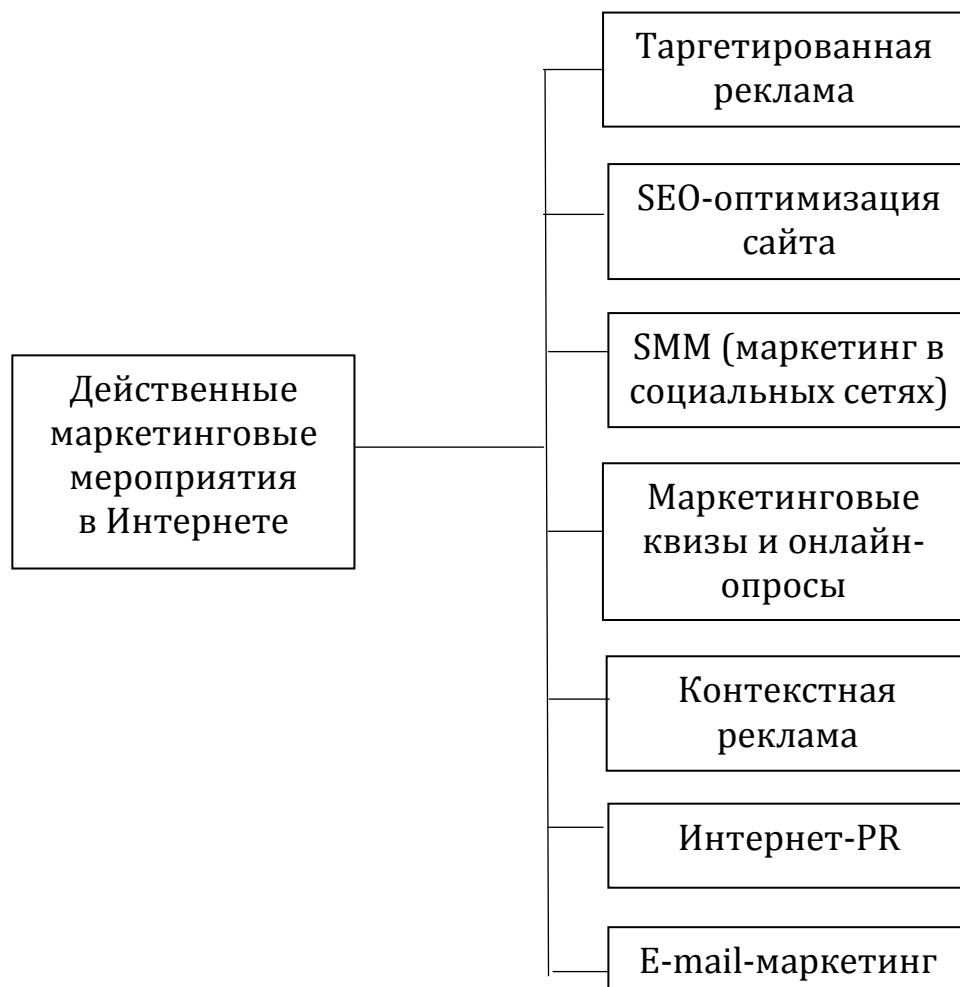 Действенные
маркетинговые
мероприятия
в Интернете
Таргетированная
реклама
SEO-оптимизация
сайта
SMM (маркетинг в
социальных сетях)
Маркетинговые
квизы и онлайн-
опросы
Контекстная
реклама
Интернет-PR
E-mail-маркетинг